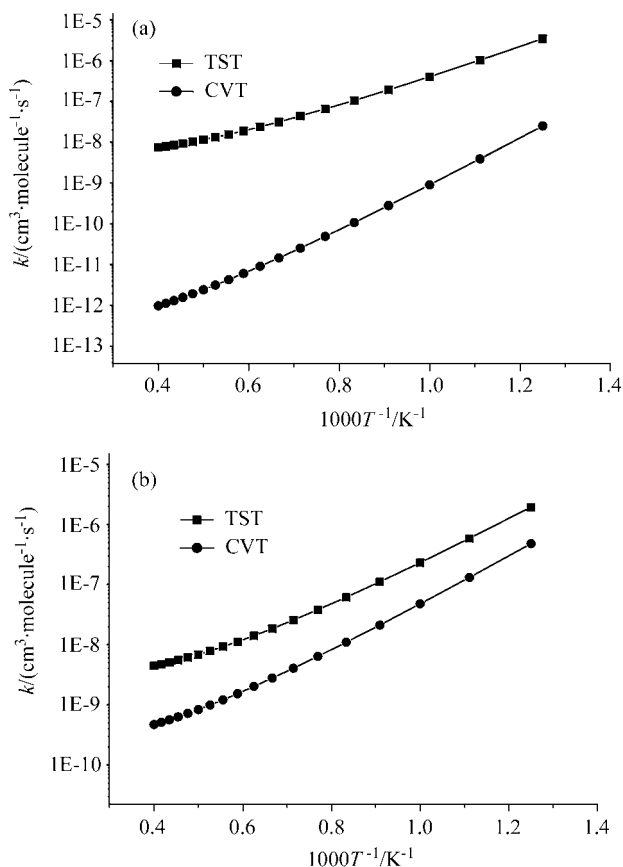 (a)
TST
CVT
1E-5
1E-6
1E-7
1E-8
1E-9
1E-10
1E-11
1E-12
1E-13
k/(cm³·molecule⁻¹·s⁻¹)
0.4 0.6 0.8 1.0 1.2 1.4
1000T⁻¹/K⁻¹
(b)
TST
CVT
1E-5
1E-6
1E-7
1E-8
1E-9
1E-10
k/(cm³·molecule⁻¹·s⁻¹)
0.4 0.6 0.8 1.0 1.2 1.4
1000T⁻¹/K⁻¹